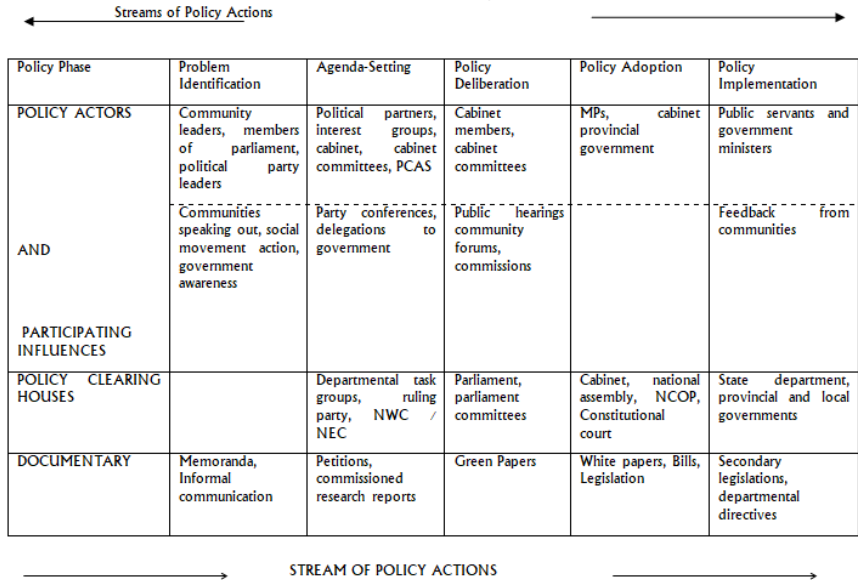 Streams of Policy Actions
Policy Phase
Problem
Identification
Agenda-Setting
Policy
Deliberation
Policy Adoption
Policy
Implementation
POLICY ACTORS
Community
leaders, members
of parliament,
political party
leaders
Political partners,
interest groups,
cabinet, cabinet
committees, PCAS
Cabinet
members,
cabinet
committees
MPs, cabinet
provincial
government
Public servants and
government
ministers
AND
PARTICIPATING
INFLUENCES
Communities
speaking out, social
movement action,
government
awareness
Party conferences,
delegations to
government
Public hearings
community
forums,
commissions
Feedback from
communities
POLICY CLEARING
HOUSES
Departmental task
groups, ruling
party, NWC /
NEC
Parliament,
parliament
committees
Cabinet, national
assembly, NCOP,
Constitutional
court
State department,
provincial and local
governments
DOCUMENTARY
Memoranda,
Informal
communication
Petitions,
commissioned
research reports
Green Papers
White papers, Bills,
Legislation
Secondary
legislations,
departmental
directives
STREAM OF POLICY ACTIONS